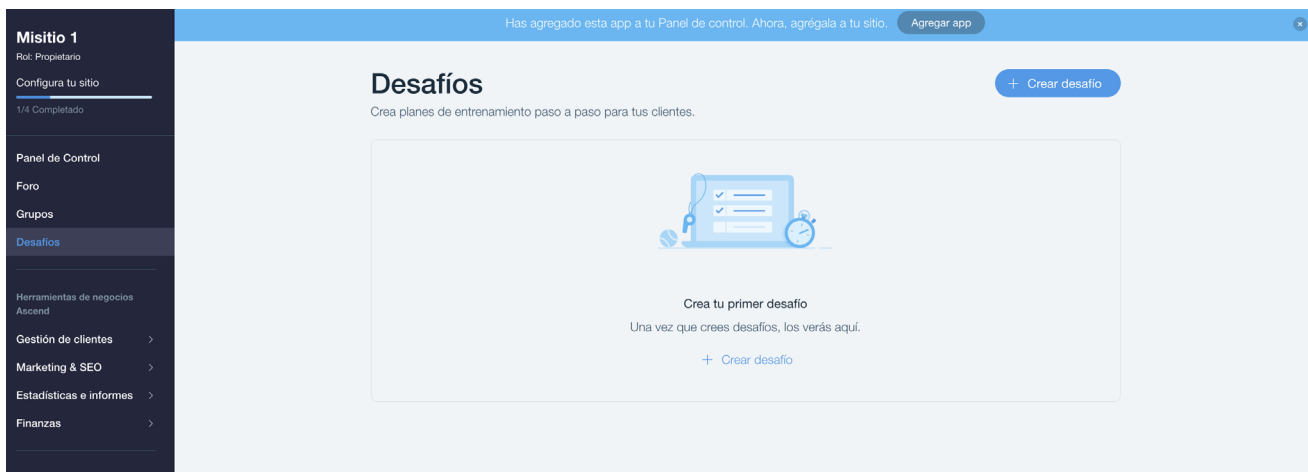 Misitio 1
Rol: Propietario
Configura tu sitio
1/4 Completado
Panel de Control
Foro
Grupos
Desafíos
Herramientas de negocios
Ascend
Gestión de clientes
Marketing & SEO
Estadísticas e informes
Finanzas
Has agregado esta app a tu Panel de control. Ahora, agrégala a tu sitio.
Agregar app
Desafíos
Crea planes de entrenamiento paso a paso para tus clientes.
+ Crear desafío
Crea tu primer desafío
Una vez que crees desafíos, los verás aquí.
+ Crear desafío